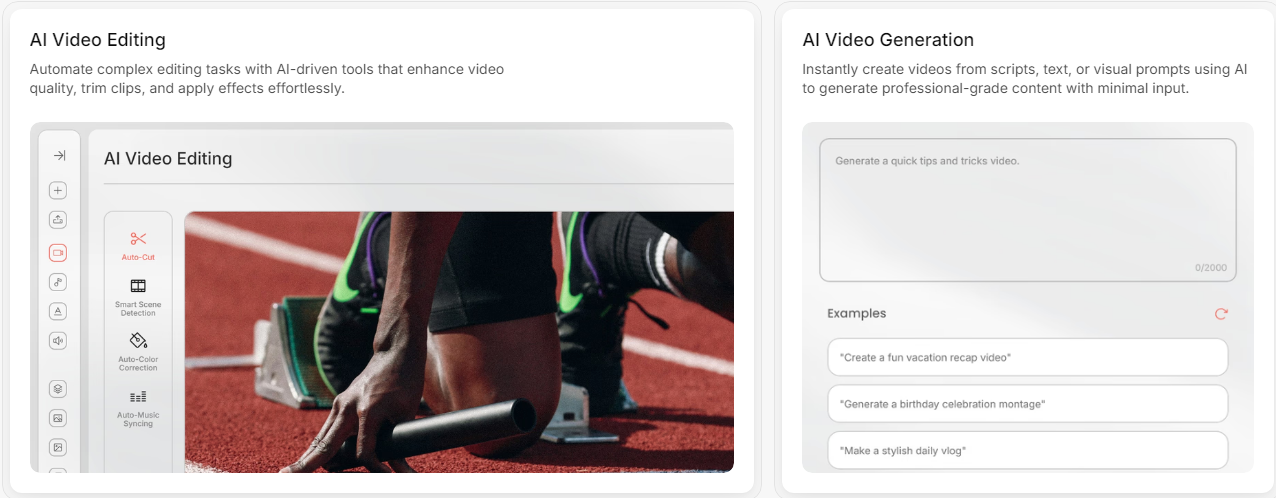 AI Video Editing
Automate complex editing tasks with AI-driven tools that enhance video
quality, trim clips, and apply effects effortlessly.
AI Video Editing
Auto-Cut
Smart Scene
Detection
Auto-Color
Correction
Auto-Music
Syncing
AI Video Generation
Instantly create videos from scripts, text, or visual prompts using AI
to generate professional-grade content with minimal input.
Generate a quick tips and tricks video.
0/2000
Examples
"Create a fun vacation recap video"
"Generate a birthday celebration montage"
"Make a stylish daily vlog"